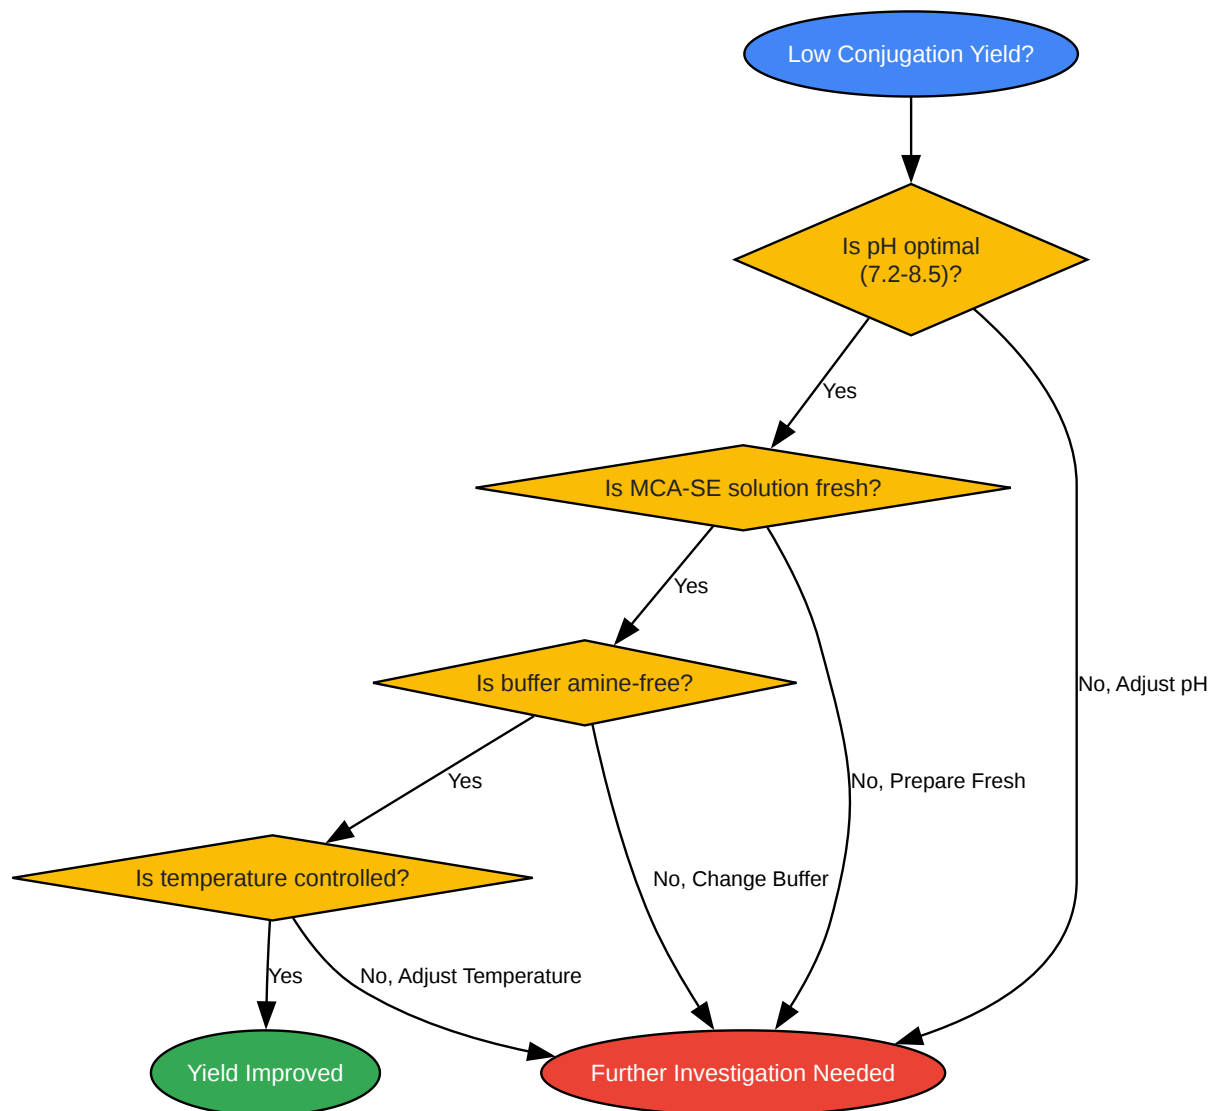 Low Conjugation Yield?
Is pH optimal
(7.2-8.5)?
Yes
Is MCA-SE solution fresh?
Yes
Is buffer amine-free?
No, Adjust pH
Yes
No, Prepare Fresh
Is temperature controlled?
No, Change Buffer
Yes
No, Adjust Temperature
Yield Improved
Further Investigation Needed